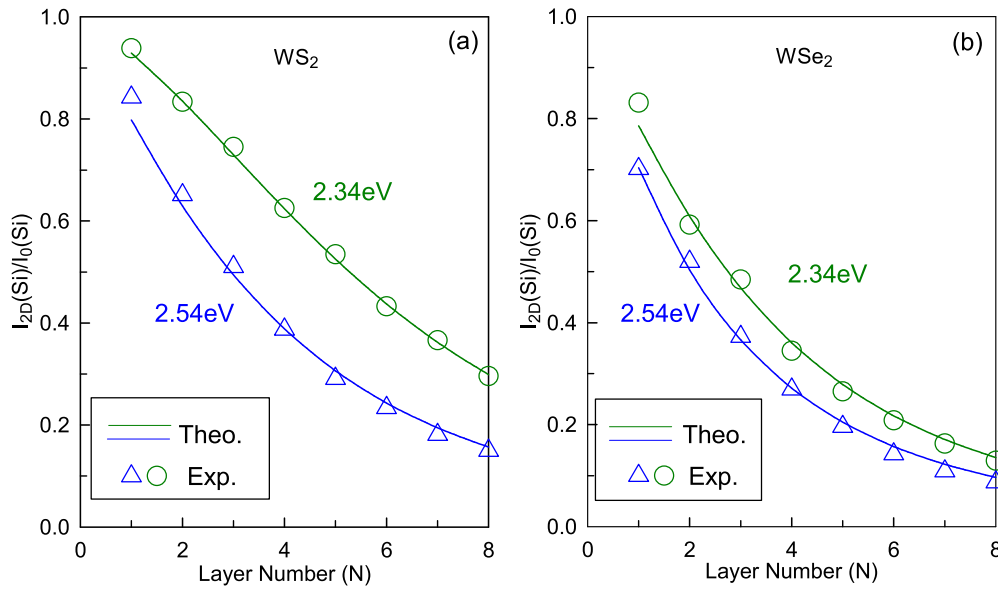 1.0
0.8
0.6
0.4
0.2
0.0
0
2
4
6
8
I2D(Si)/I0(Si)
Layer Number (N)
WS2
(a)
2.34eV
2.54eV
Theo.
Exp.
1.0
0.8
0.6
0.4
0.2
0.0
0
2
4
6
8
I2D(Si)/I0(Si)
Layer Number (N)
WSe2
(b)
2.34eV
2.54eV
Theo.
Exp.